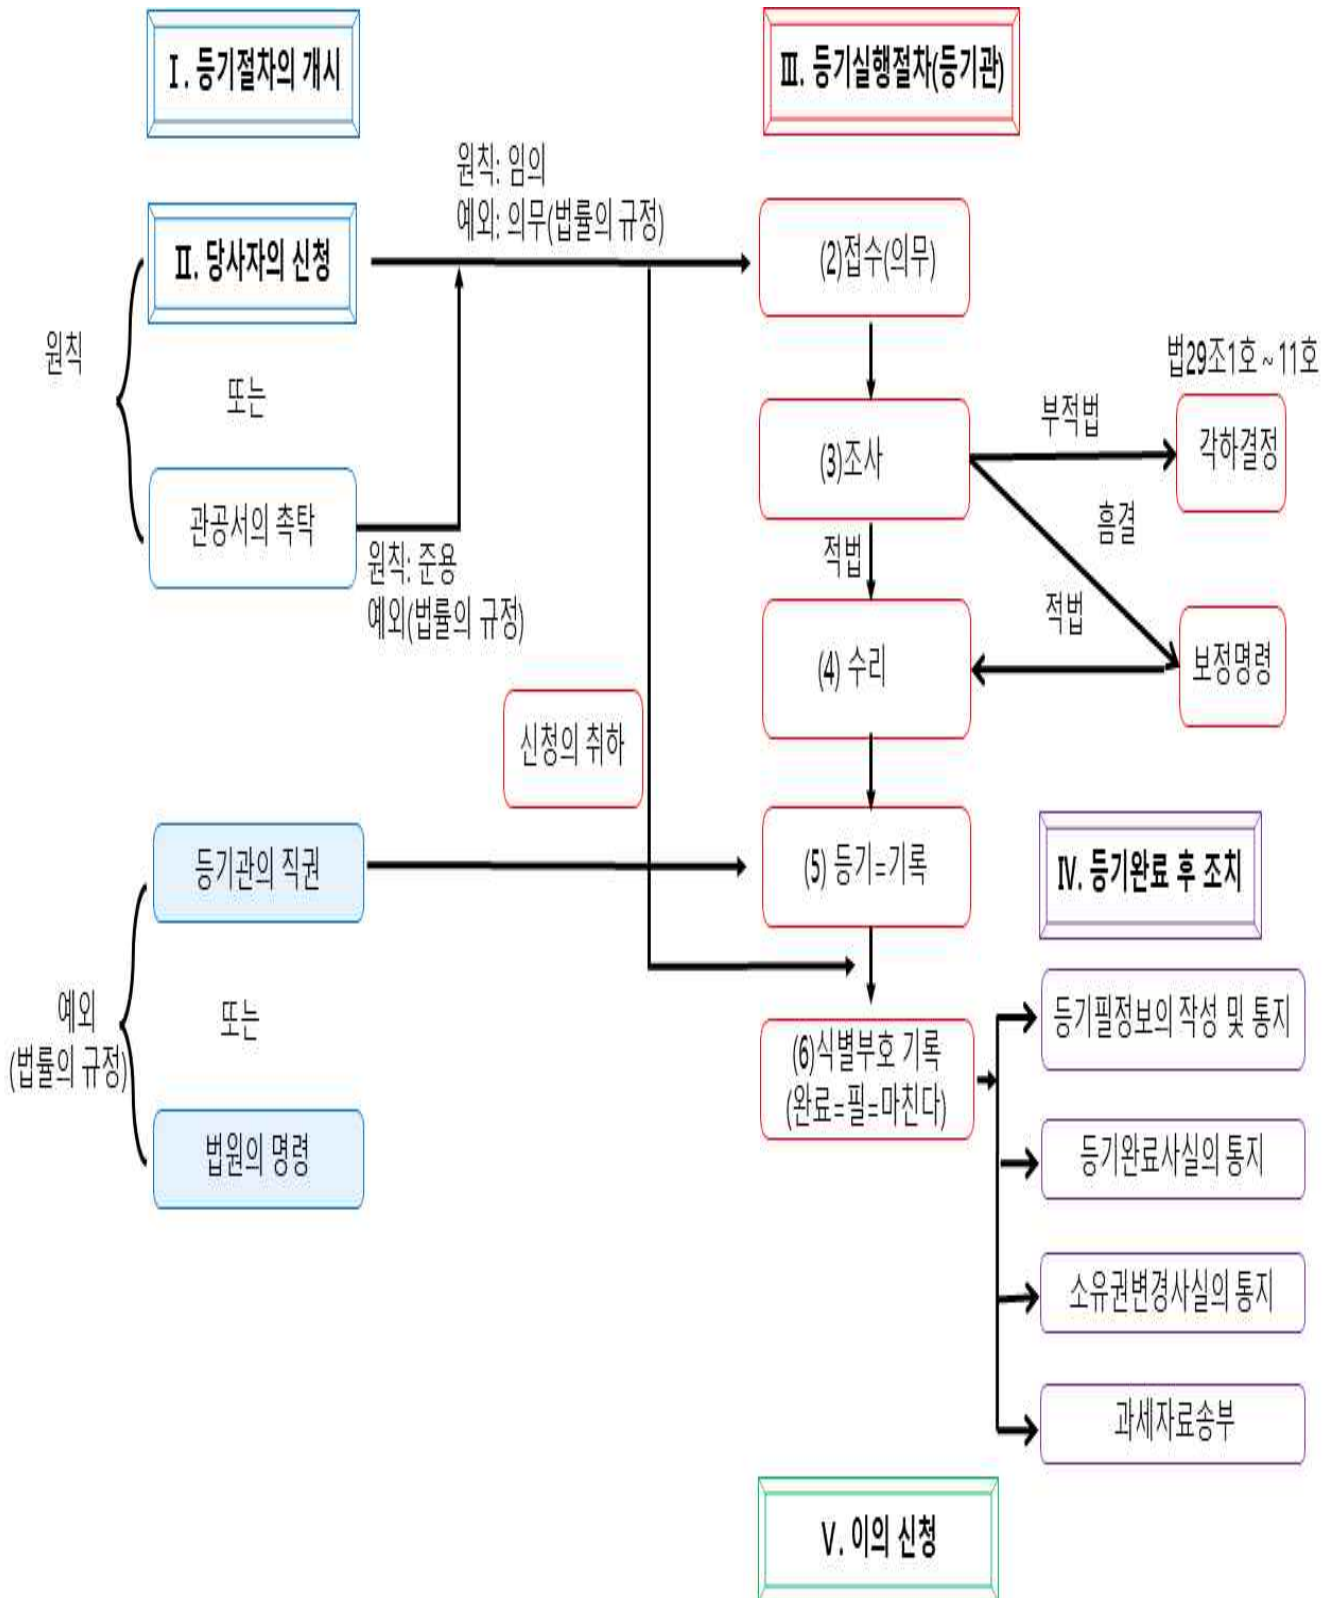 Ⅰ. 등기절차의 개시
Ⅲ. 등기실행절차(등기관)
원칙: 임의
예외: 의무(법률의 규정)
Ⅱ. 당사자의 신청
(2)접수(의무)
원칙
또는
법29조1호 ~ 11호
부적법
각하결정
(3)조사
관공서의 촉탁
흠결
원칙: 준용
예외(법률의 규정)
적법
적법
(4) 수리
보정명령
신청의 취하
등기관의 직권
(5) 등기=기록
Ⅳ. 등기완료 후 조치
예외
(법률의 규정)
또는
등기필정보의 작성 및 통지
(6)식별부호 기록
(완료=필=마친다)
법원의 명령
등기완료사실의 통지
소유권변경사실의 통지
과세자료송부
Ⅴ. 이의 신청